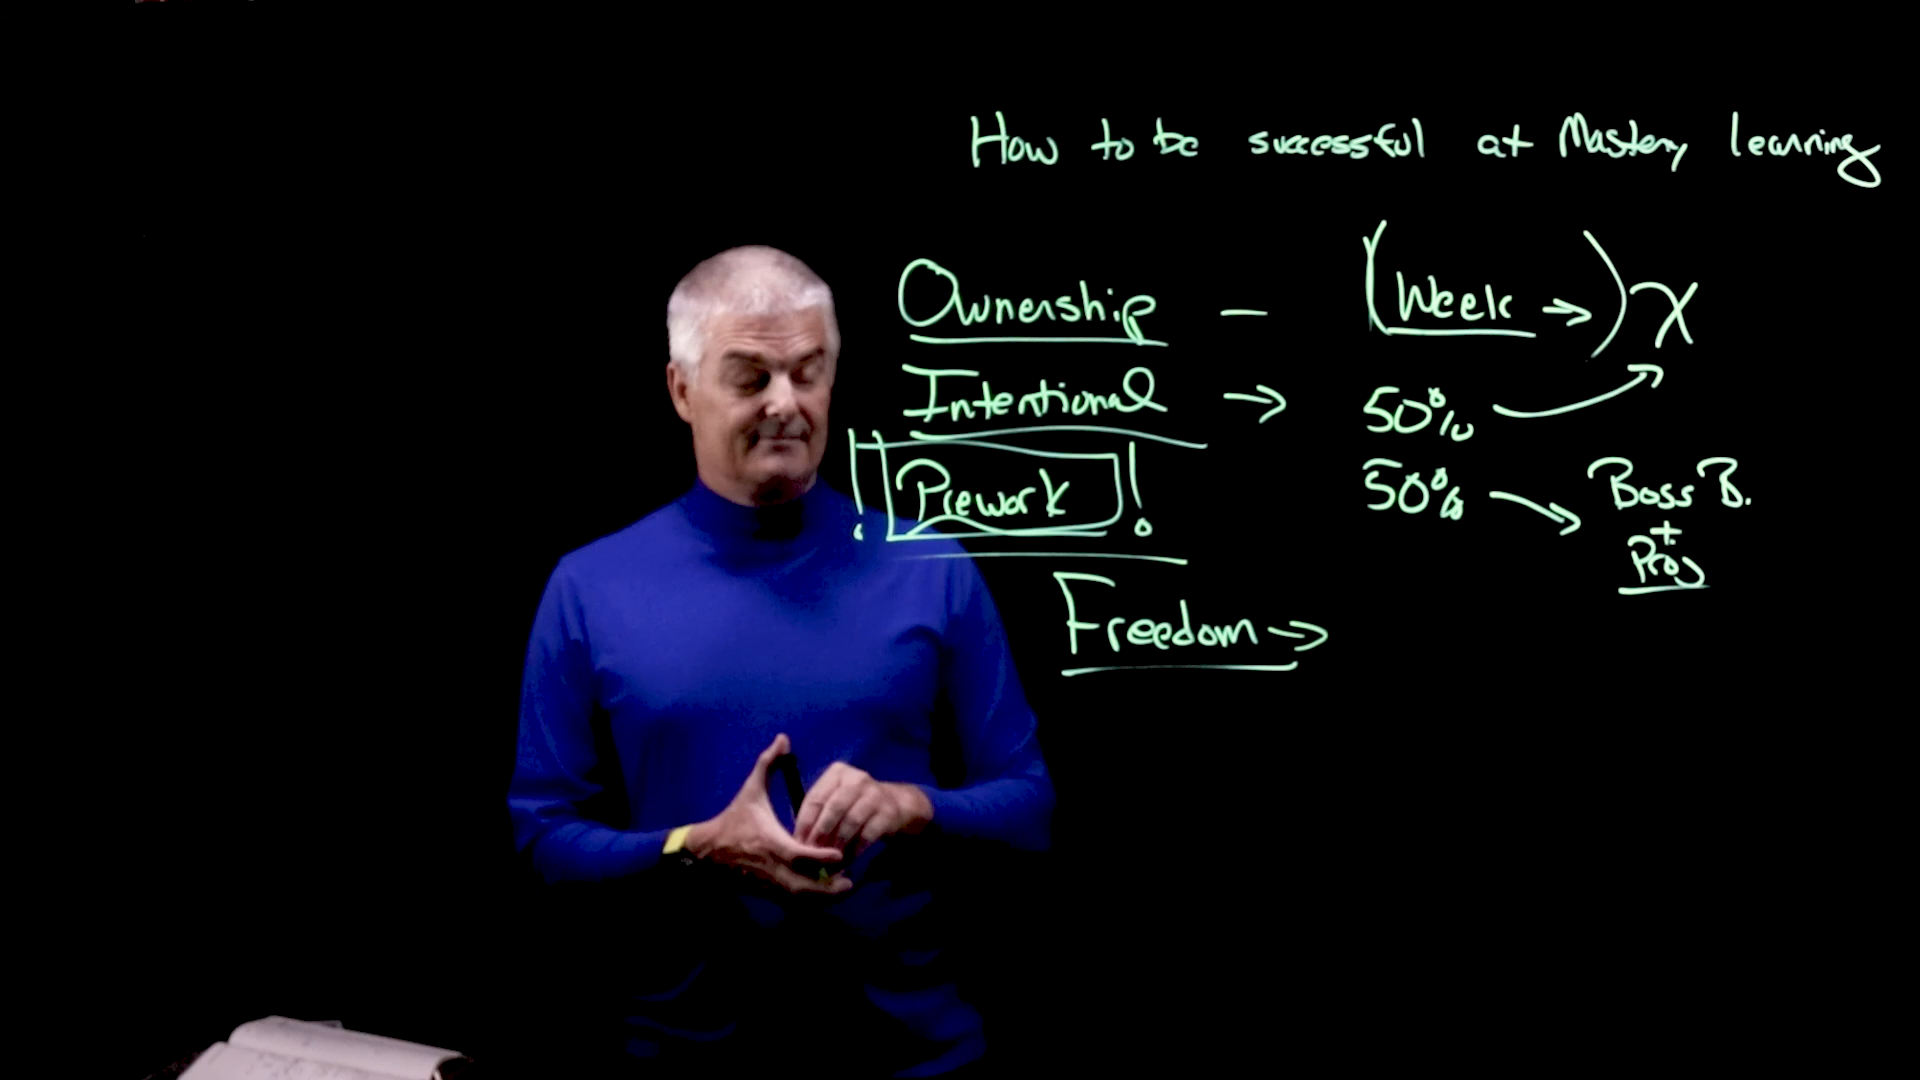 How to be successful at Mastery learning
Ownership — (Week →) X
Intentional → 50%
! Prework ! 50% → Boss B.
+
Proj
Freedom →